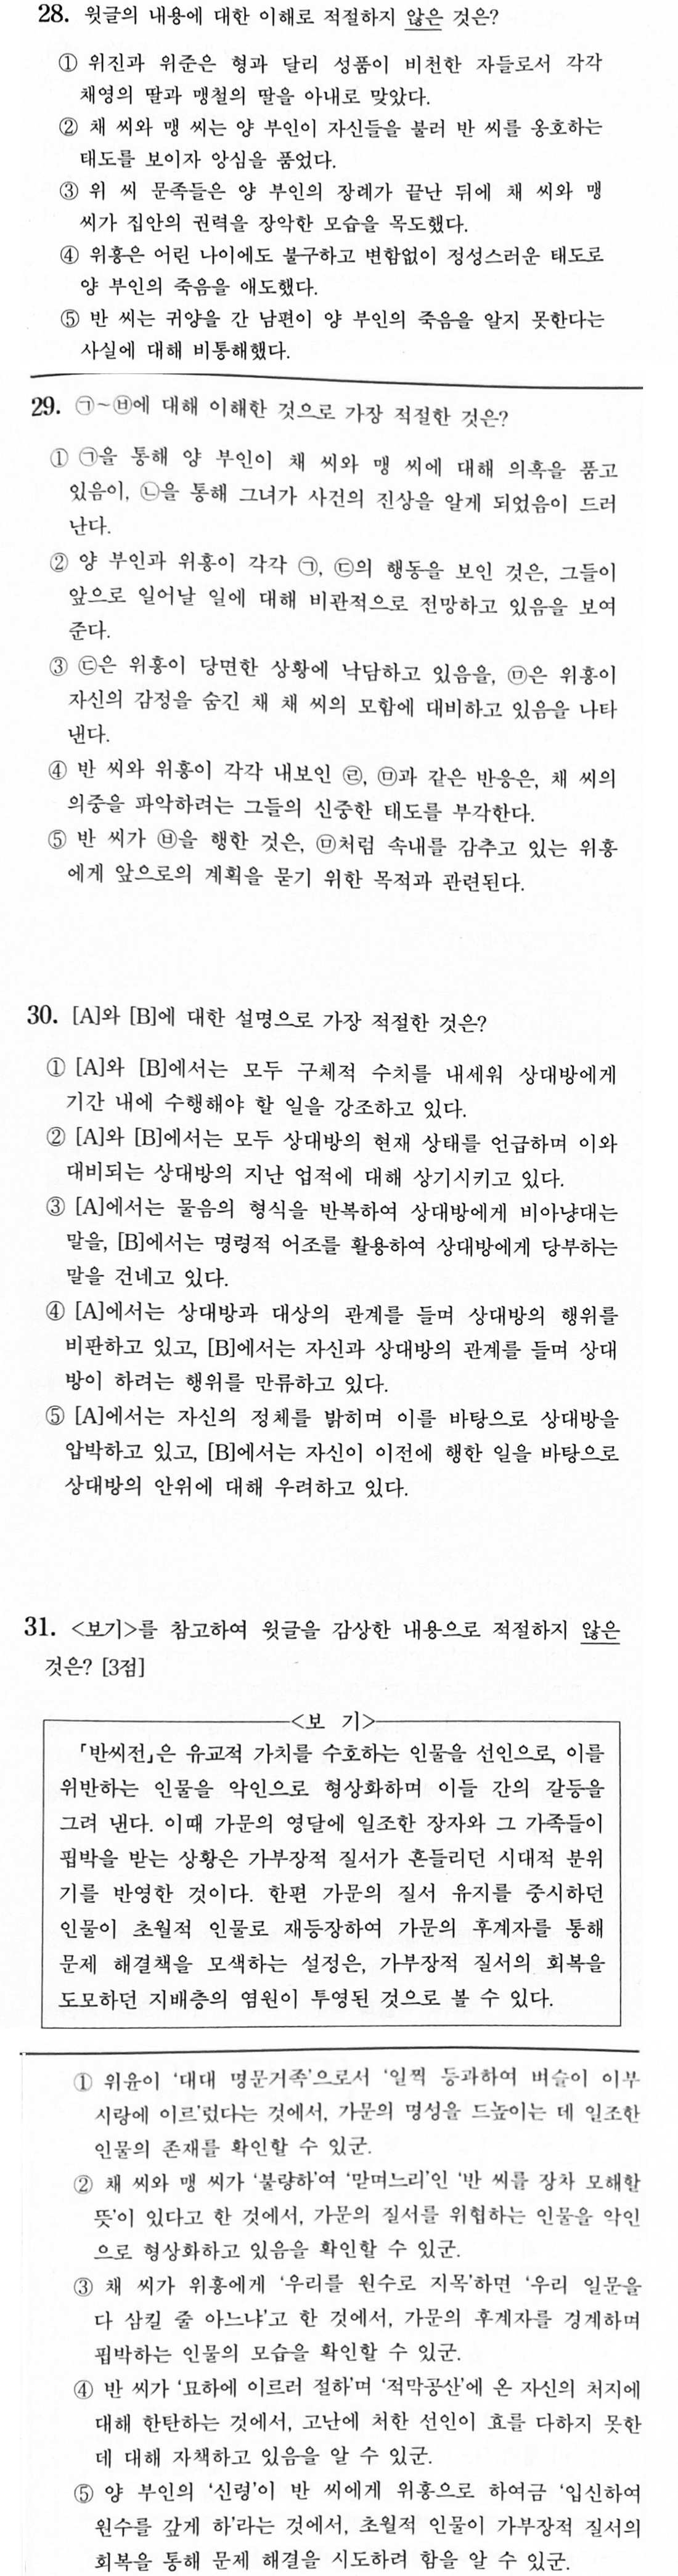 28. 윗글의 내용에 대한 이해로 적절하지 않은 것은?
① 위진과 위준은 형과 달리 성품이 비천한 자들로서 각각
채영의 딸과 맹철의 딸을 아내로 맞았다.
② 채 씨와 맹 씨는 양 부인이 자신들을 불러 반 씨를 옹호하는
태도를 보이자 앙심을 품었다.
③ 위 씨 문족들은 양 부인의 장례가 끝난 뒤에 채 씨와 맹
씨가 집안의 권력을 장악한 모습을 목도했다.
④ 위흥은 어린 나이에도 불구하고 변함없이 정성스러운 태도로
양 부인의 죽음을 애도했다.
⑤ 반 씨는 귀양을 간 남편이 양 부인의 죽음을 알지 못한다는
사실에 대해 비통해했다.
29. ㉠~㉥에 대해 이해한 것으로 가장 적절한 것은?
① ㉠을 통해 양 부인이 채 씨와 맹 씨에 대해 의혹을 품고
있음이, ㉡을 통해 그녀가 사건의 진상을 알게 되었음이 드러
난다.
② 양 부인과 위흥이 각각 ㉠, ㉢의 행동을 보인 것은, 그들이
앞으로 일어날 일에 대해 비관적으로 전망하고 있음을 보여
준다.
③ ㉢은 위흥이 당면한 상황에 낙담하고 있음을, ㉤은 위흥이
자신의 감정을 숨긴 채 채 씨의 모함에 대비하고 있음을 나타
낸다.
④ 반 씨와 위흥이 각각 내보인 ㉣, ㉤과 같은 반응은, 채 씨의
의중을 파악하려는 그들의 신중한 태도를 부각한다.
⑤ 반 씨가 ㉥을 행한 것은, ㉤처럼 속내를 감추고 있는 위흥
에게 앞으로의 계획을 묻기 위한 목적과 관련된다.
30. [A]와 [B]에 대한 설명으로 가장 적절한 것은?
① [A]와 [B]에서는 모두 구체적 수치를 내세워 상대방에게
기간 내에 수행해야 할 일을 강조하고 있다.
② [A]와 [B]에서는 모두 상대방의 현재 상태를 언급하며 이와
대비되는 상대방의 지난 업적에 대해 상기시키고 있다.
③ [A]에서는 물음의 형식을 반복하여 상대방에게 비아냥대는
말을, [B]에서는 명령적 어조를 활용하여 상대방에게 당부하는
말을 건네고 있다.
④ [A]에서는 상대방과 대상의 관계를 들며 상대방의 행위를
비판하고 있고, [B]에서는 자신과 상대방의 관계를 들며 상대
방이 하려는 행위를 만류하고 있다.
⑤ [A]에서는 자신의 정체를 밝히며 이를 바탕으로 상대방을
압박하고 있고, [B]에서는 자신이 이전에 행한 일을 바탕으로
상대방의 안위에 대해 우려하고 있다.
31. <보기>를 참고하여 윗글을 감상한 내용으로 적절하지 않은
것은? [3점]
<보 기>
「반씨전」은 유교적 가치를 수호하는 인물을 선인으로, 이를
위반하는 인물을 악인으로 형상화하며 이들 간의 갈등을
그려 낸다. 이때 가문의 영달에 일조한 장자와 그 가족들이
핍박을 받는 상황은 가부장적 질서가 흔들리던 시대적 분위
기를 반영한 것이다. 한편 가문의 질서 유지를 중시하던
인물이 초월적 인물로 재등장하여 가문의 후계자를 통해
문제 해결책을 모색하는 설정은, 가부장적 질서의 회복을
도모하던 지배층의 염원이 투영된 것으로 볼 수 있다.
① 위윤이 ‘대대 명문거족’으로서 ‘일찍 등과하여 벼슬이 이부
시랑에 이르’렀다는 것에서, 가문의 명성을 드높이는 데 일조한
인물의 존재를 확인할 수 있군.
② 채 씨와 맹 씨가 ‘불량하’여 ‘맏며느리’인 ‘반 씨를 장차 모해할
뜻’이 있다고 한 것에서, 가문의 질서를 위협하는 인물을 악인
으로 형상화하고 있음을 확인할 수 있군.
③ 채 씨가 위흥에게 ‘우리를 원수로 지목’하면 ‘우리 일문을
다 삼킬 줄 아느냐’고 한 것에서, 가문의 후계자를 경계하며
핍박하는 인물의 모습을 확인할 수 있군.
④ 반 씨가 ‘묘하에 이르러 절하’며 ‘적막공산’에 온 자신의 처지에
대해 한탄하는 것에서, 고난에 처한 선인이 효를 다하지 못한
데 대해 자책하고 있음을 알 수 있군.
⑤ 양 부인의 ‘신령’이 반 씨에게 위흥으로 하여금 ‘입신하여
원수를 갚게 하’라는 것에서, 초월적 인물이 가부장적 질서의
회복을 통해 문제 해결을 시도하려 함을 알 수 있군.